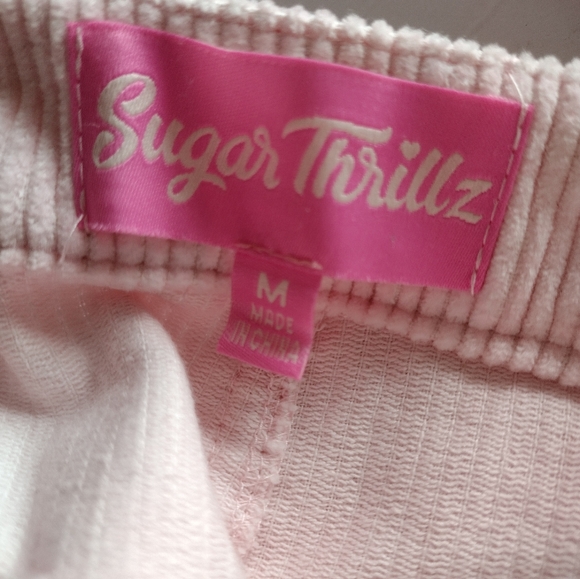 Sugar Thrillz
M
MADE
IN CHINA